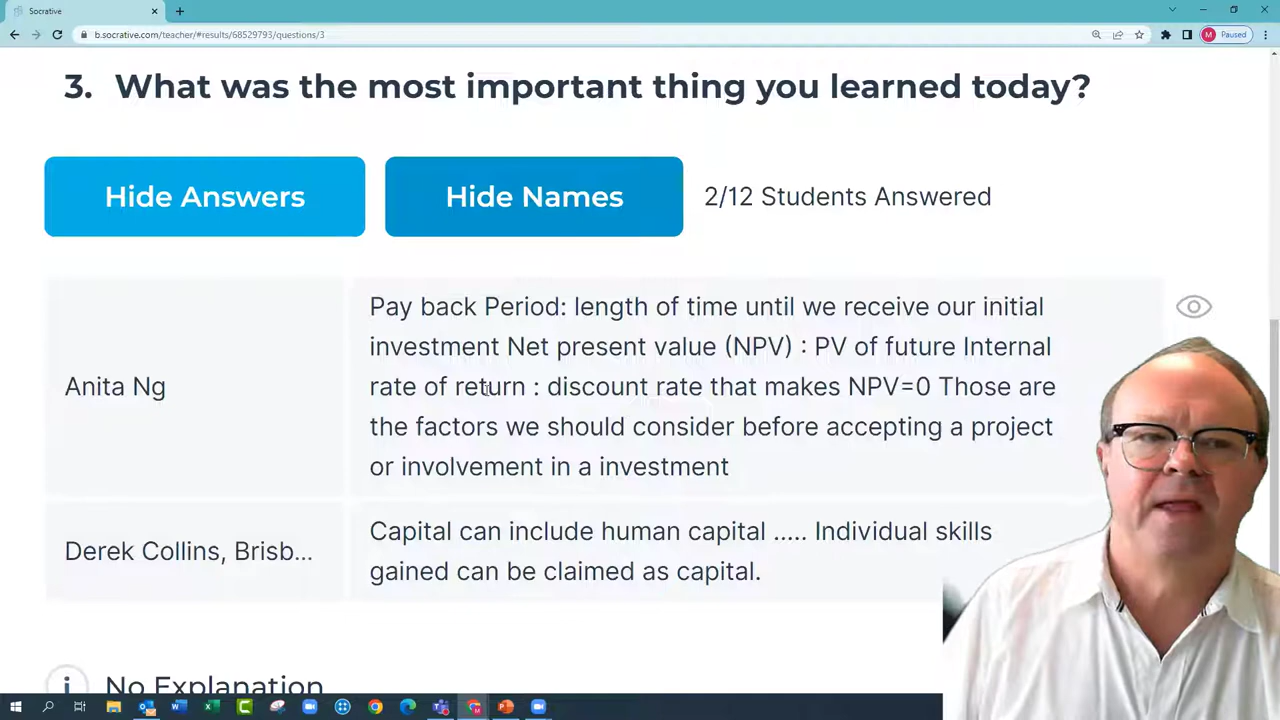 Socrative
b.socrative.com/teacher/#results/68529793/questions/3
Paused
3. What was the most important thing you learned today?
Hide Answers
Hide Names
2/12 Students Answered
Anita Ng
Pay back Period: length of time until we receive our initial
investment Net present value (NPV) : PV of future Internal
rate of return : discount rate that makes NPV=0 Those are
the factors we should consider before accepting a project
or involvement in a investment
Derek Collins, Brisb...
Capital can include human capital ..... Individual skills
gained can be claimed as capital.
No Explanation